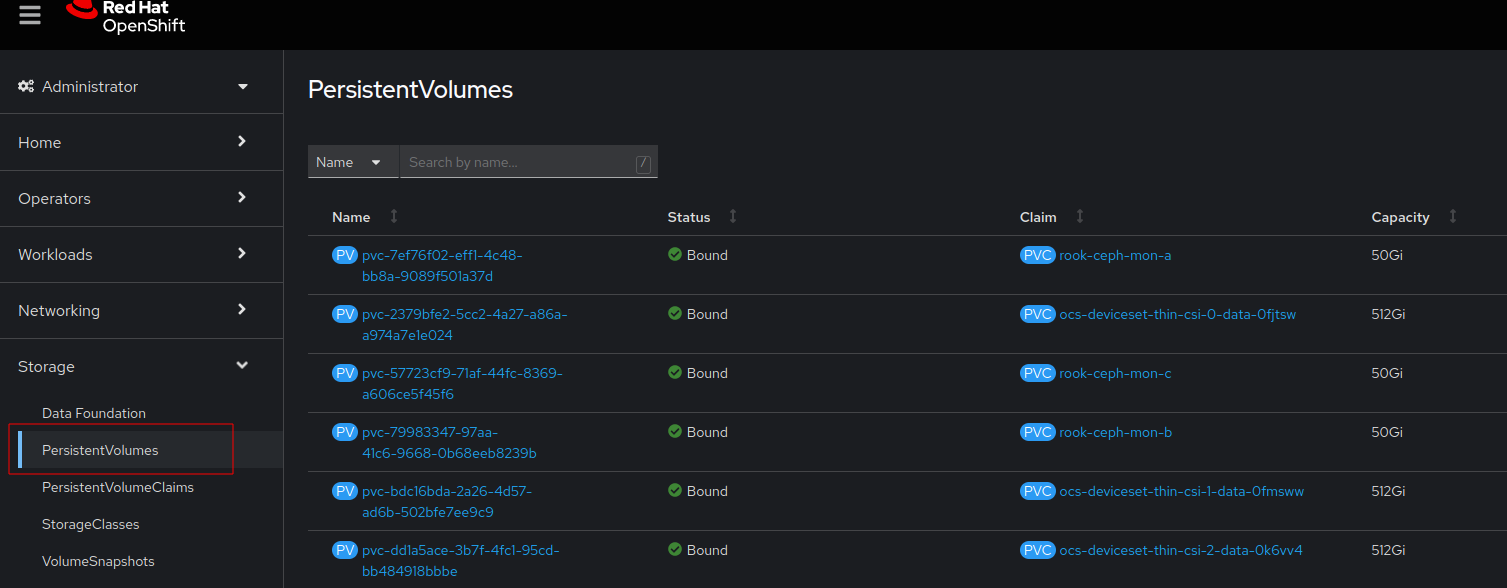 Red Hat
OpenShift
Administrator
Home
Operators
Workloads
Networking
Storage
Data Foundation
PersistentVolumes
PersistentVolumeClaims
StorageClasses
VolumeSnapshots
PersistentVolumes
Name Search by name... /
Name Status Claim Capacity
PV pvc-7ef76f02-eff1-4c48- Bound PVC rook-ceph-mon-a 50Gi
bb8a-9089f501a37d
PV pvc-2379bfe2-5cc2-4a27-a86a- Bound PVC ocs-deviceset-thin-csi-0-data-0fjtsw 512Gi
a974a7e1e024
PV pvc-57723cf9-71af-44fc-8369- Bound PVC rook-ceph-mon-c 50Gi
a606ce5f45f6
PV pvc-79983347-97aa- Bound PVC rook-ceph-mon-b 50Gi
41c6-9668-0b68eeb8239b
PV pvc-bdc16bda-2a26-4d57- Bound PVC ocs-deviceset-thin-csi-1-data-0fmsww 512Gi
ad6b-502bfe7ee9c9
PV pvc-dd1a5ace-3b7f-4fc1-95cd- Bound PVC ocs-deviceset-thin-csi-2-data-0k6vv4 512Gi
bb484918bbbe